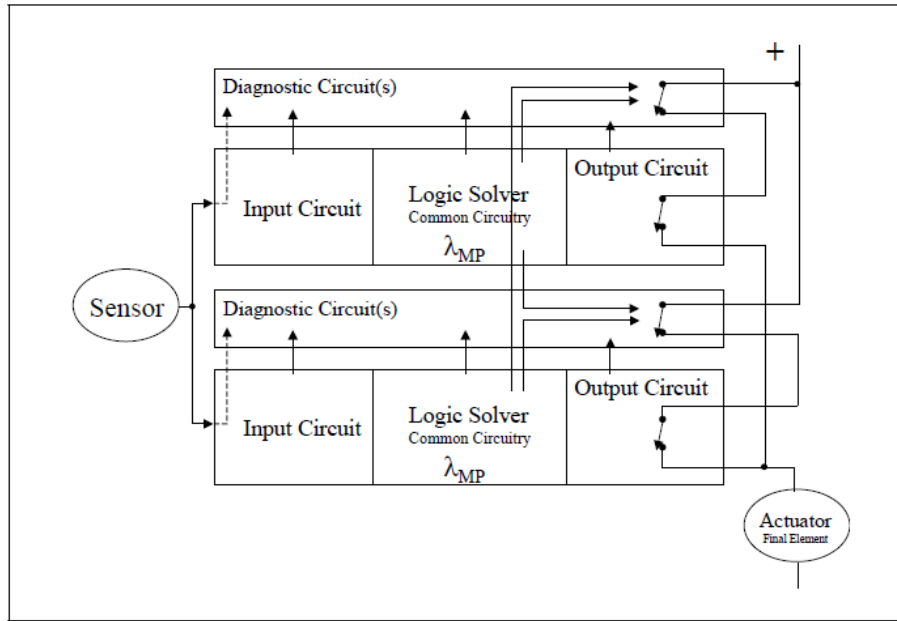 +
Diagnostic Circuit(s)
Output Circuit
Logic Solver
Input Circuit
Common Circuitry
λMP
Sensor
Diagnostic Circuit(s)
Output Circuit
Logic Solver
Input Circuit
Common Circuitry
λMP
Actuator
Final Element